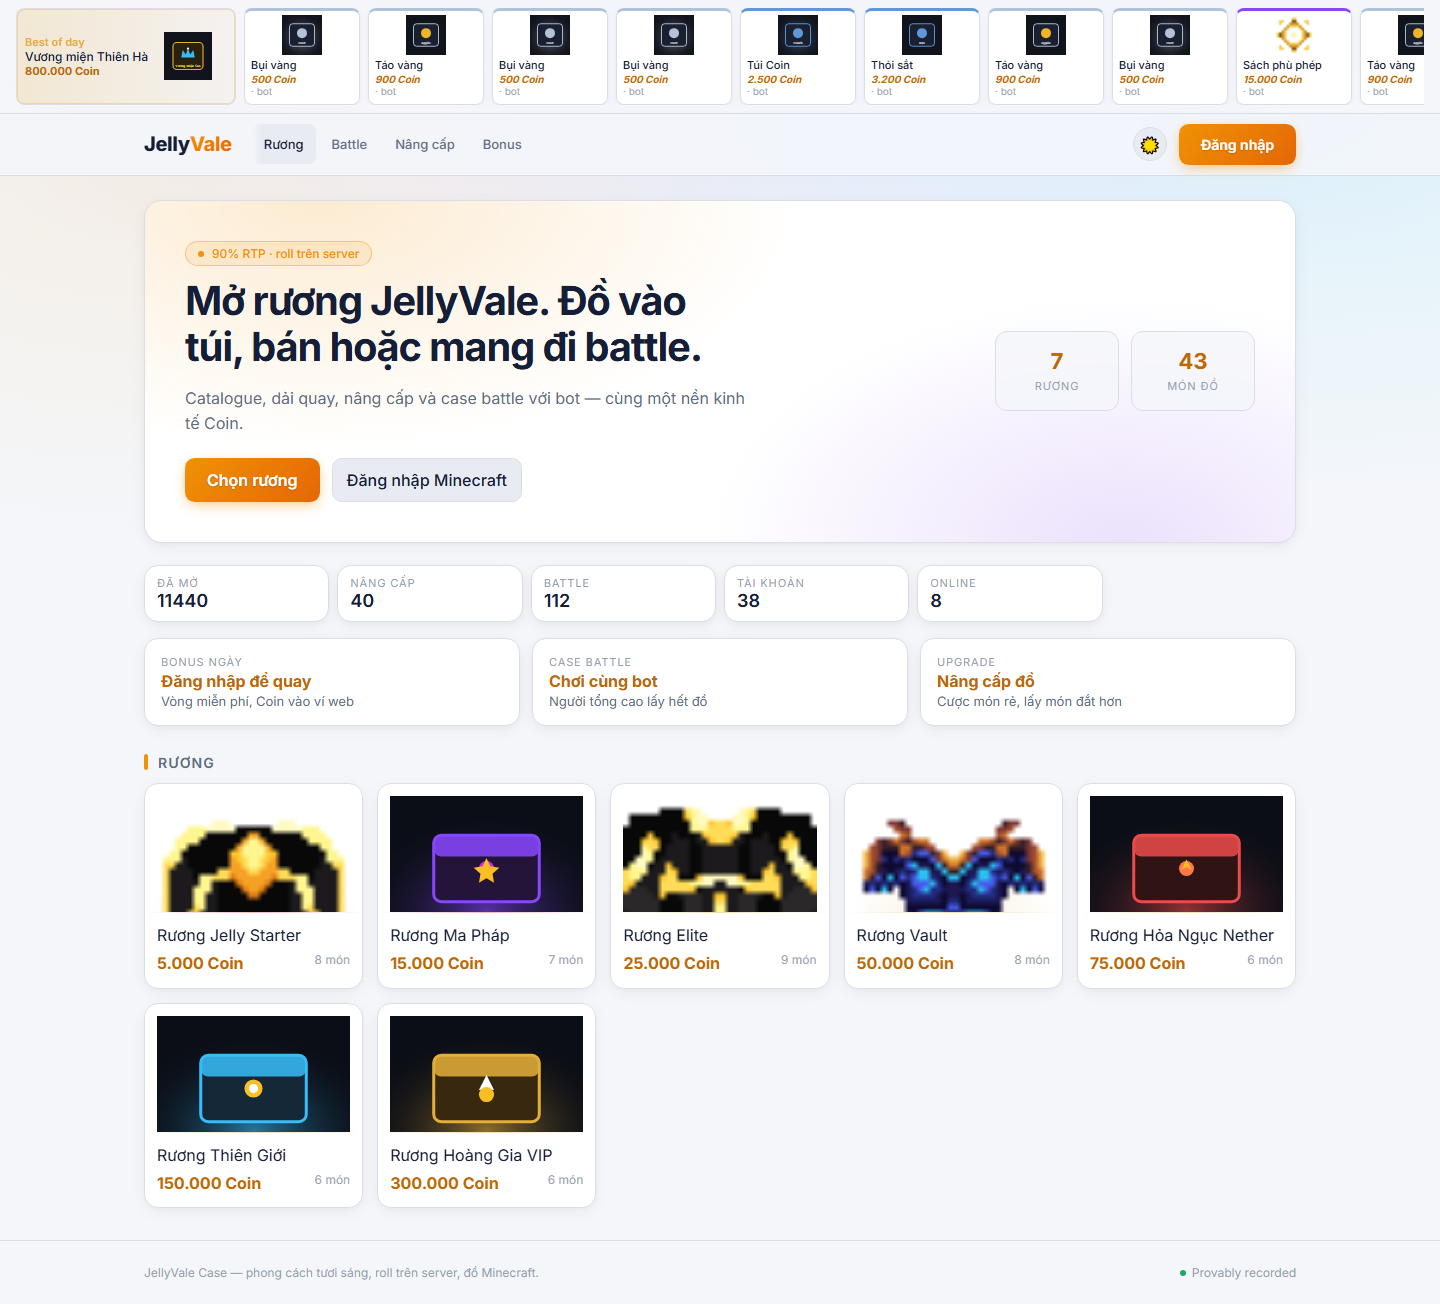 Best of day
Vương miện Thiên Hà
800.000 Coin
Bụi vàng
500 Coin
· bot
Táo vàng
900 Coin
· bot
Bụi vàng
500 Coin
· bot
Bụi vàng
500 Coin
· bot
Túi Coin
2.500 Coin
· bot
Thỏi sắt
3.200 Coin
· bot
Táo vàng
900 Coin
· bot
Bụi vàng
500 Coin
· bot
Sách phù phép
15.000 Coin
· bot
Táo vàng
900 Coin
· bot
JellyVale
Rương
Battle
Nâng cấp
Bonus
Đăng nhập
90% RTP · roll trên server
Mở rương JellyVale. Đồ vào
túi, bán hoặc mang đi battle.
Catalogue, dải quay, nâng cấp và case battle với bot — cùng một nền kinh
tế Coin.
Chọn rương
Đăng nhập Minecraft
7
RƯƠNG
43
MÓN ĐỒ
ĐÃ MỞ
11440
NÂNG CẤP
40
BATTLE
112
TÀI KHOẢN
38
ONLINE
8
BONUS NGÀY
Đăng nhập để quay
Vòng miễn phí, Coin vào ví web
CASE BATTLE
Chơi cùng bot
Người tổng cao lấy hết đồ
UPGRADE
Nâng cấp đồ
Cược món rẻ, lấy món đắt hơn
RƯƠNG
Rương Jelly Starter
5.000 Coin
8 món
Rương Ma Pháp
15.000 Coin
7 món
Rương Elite
25.000 Coin
9 món
Rương Vault
50.000 Coin
8 món
Rương Hỏa Ngục Nether
75.000 Coin
6 món
Rương Thiên Giới
150.000 Coin
6 món
Rương Hoàng Gia VIP
300.000 Coin
6 món
JellyVale Case — phong cách tươi sáng, roll trên server, đồ Minecraft.
Provably recorded